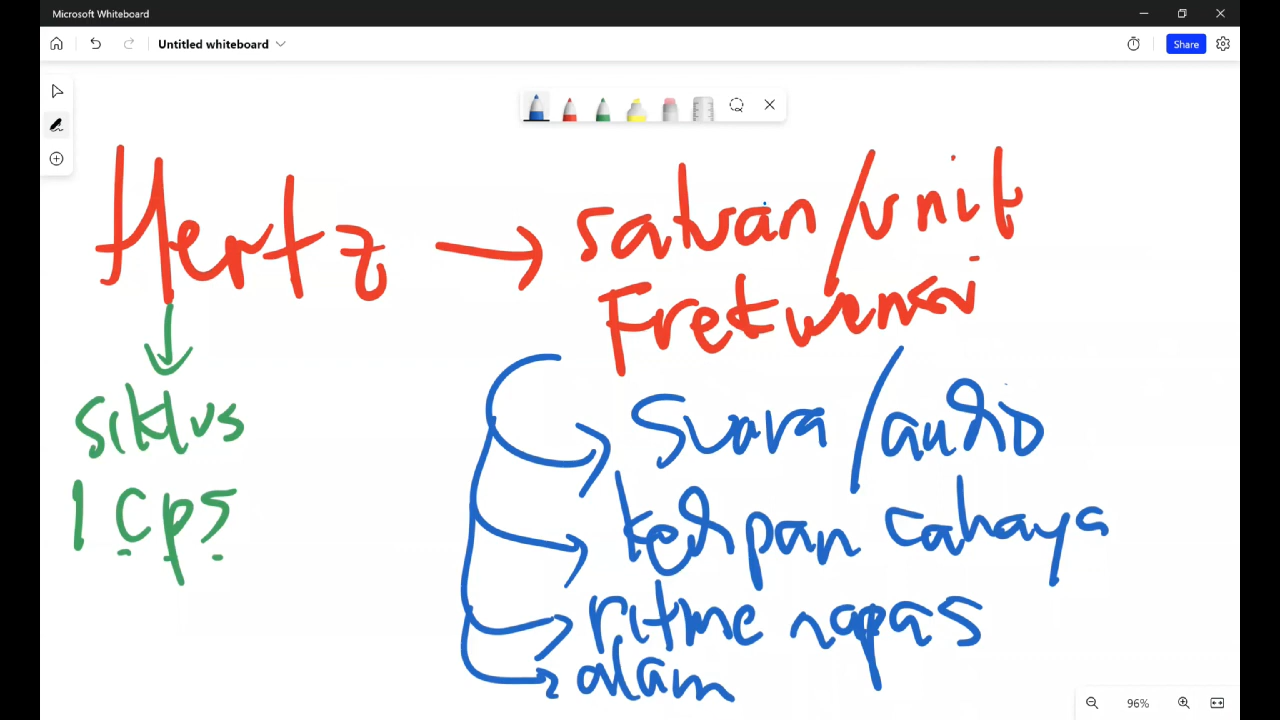 Microsoft Whiteboard
Untitled whiteboard
Share
Hertz → satuan/unit
Frekuensi
siklus
1 cps
suara/audio
kedipan cahaya
ritme napas
alam
96%